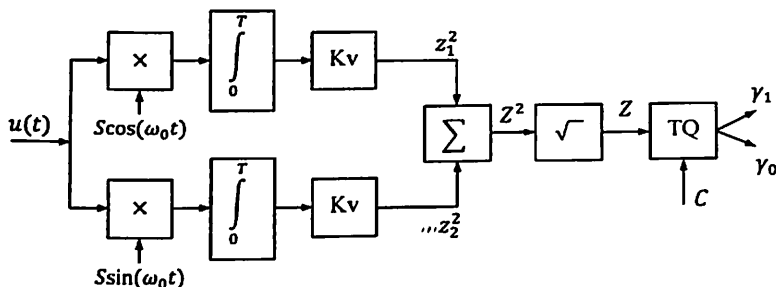 T
∫
0
Kv
z₁²
×
u(t)
Scos(ω₀t)
∑
Z²
√
Z
TQ
γ₁
γ₀
C
T
∫
0
Kv
,,,z₂²
×
Ssin(ω₀t)